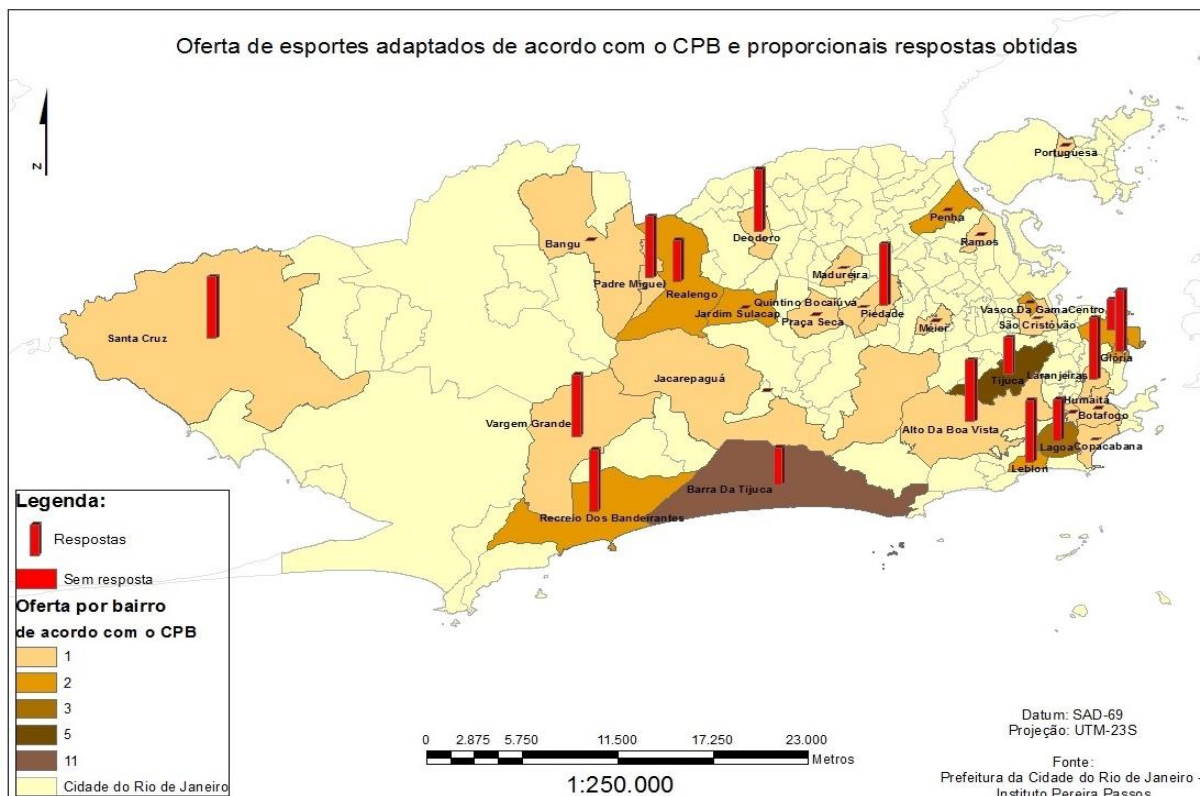 Oferta de esportes adaptados de acordo com o CPB e proporcionais respostas obtidas
N
Portuguesa
Penha
Ramos
Deodoro
Bangu
Madureira
Padre Miguel
Realengo
Quintino Bocaiúva
Jardim Sulacap
Praça Seca
Piedade
Méier
Vasco Da Gama
Centro
São Cristóvão
Glória
Santa Cruz
Jacarepaguá
Tijuca
Laranjeiras
Humaitá
Botafogo
Vargem Grande
Alto Da Boa Vista
Lagoa
Copacabana
Leblon
Barra Da Tijuca
Recreio Dos Bandeirantes
Legenda:
Respostas
Sem resposta
Oferta por bairro
de acordo com o CPB
1
2
3
5
11
Cidade do Rio de Janeiro
0 2.875 5.750 11.500 17.250 23.000
Metros
1:250.000
Datum: SAD-69
Projeção: UTM-23S
Fonte:
Prefeitura da Cidade do Rio de Janeiro -
Instituto Pereira Passos